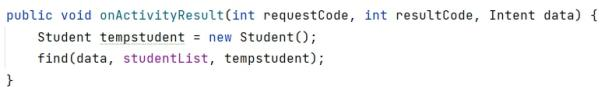 public void onActivityResult(int requestCode, int resultCode, Intent data) {
    Student tempstudent = new Student();
    find(data, studentList, tempstudent);
}